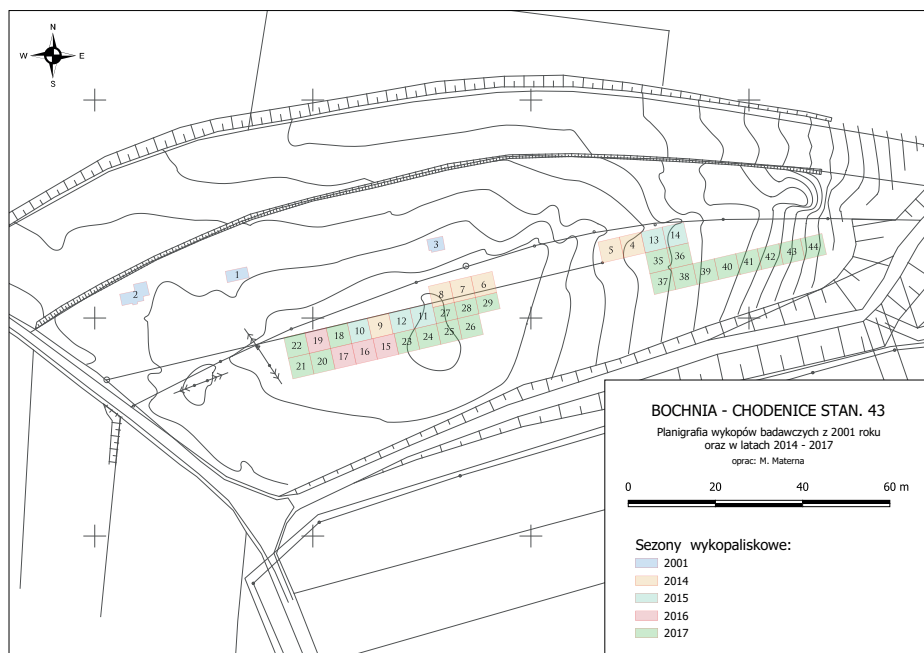 N
W E
S
3
1
2
5 4 13 14
35 36
37 38 39 40 41 42 43 44
8 7 6
22 19 18 10 9 12 11 27 28 29
21 20 17 16 15 23 24 25 26
BOCHNIA - CHODENICE STAN. 43
Planigrafia wykopów badawczych z 2001 roku
oraz w latach 2014 - 2017
oprac: M. Materna
0 20 40 60 m
Sezony wykopaliskowe:
2001
2014
2015
2016
2017